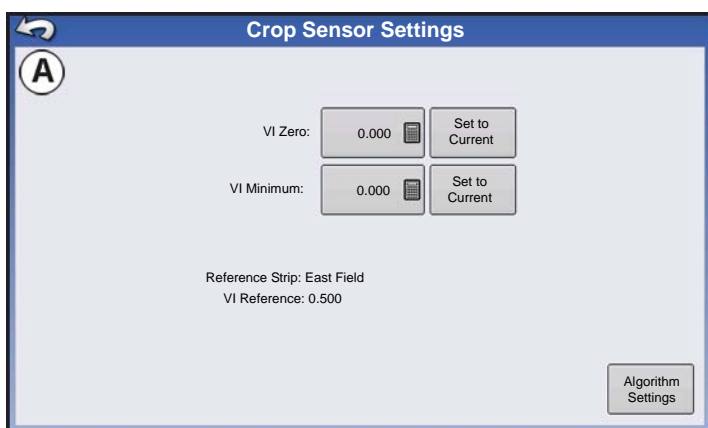 Crop Sensor Settings
A
VI Zero:
0.000
Set to
Current
VI Minimum:
0.000
Set to
Current
Reference Strip: East Field
VI Reference: 0.500
Algorithm
Settings